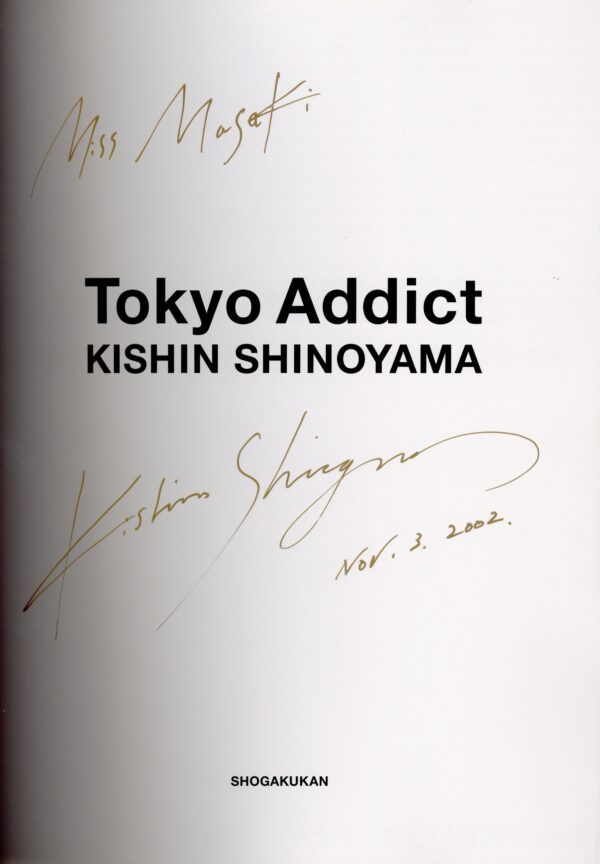 Miss Masaki
Tokyo Addict
KISHIN SHINOYAMA
Kishin Shinoyama
Nov. 3. 2002.
SHOGAKUKAN